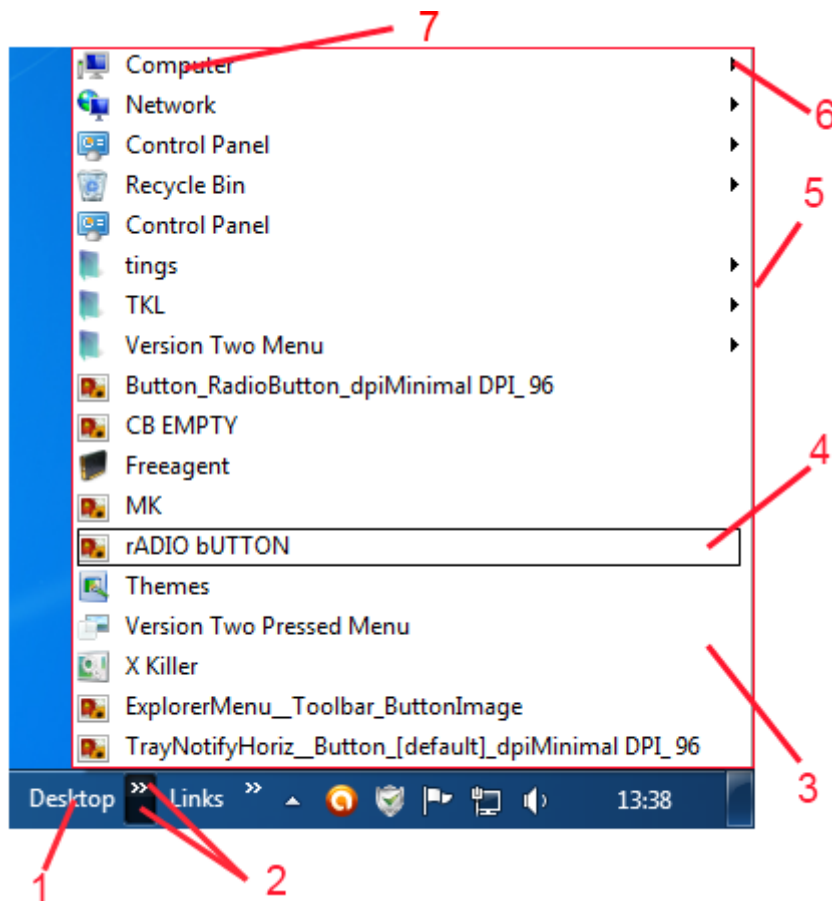 7
Computer
6
Network
Control Panel
Recycle Bin
5
Control Panel
tings
TKL
Version Two Menu
Button_RadioButton_dpiMinimal DPI_96
CB EMPTY
4
Freeagent
MK
rADIO bUTTON
Themes
Version Two Pressed Menu
X Killer
ExplorerMenu__Toolbar_ButtonImage
TrayNotifyHoriz__Button_[default]_dpiMinimal DPI_96
3
Desktop » Links » 13:38
1 2